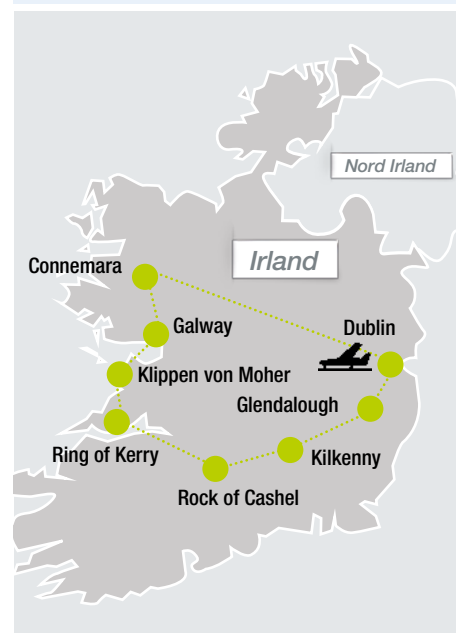 Nord Irland
Irland
Connemara
Galway
Dublin
Klippen von Moher
Glendalough
Ring of Kerry
Kilkenny
Rock of Cashel